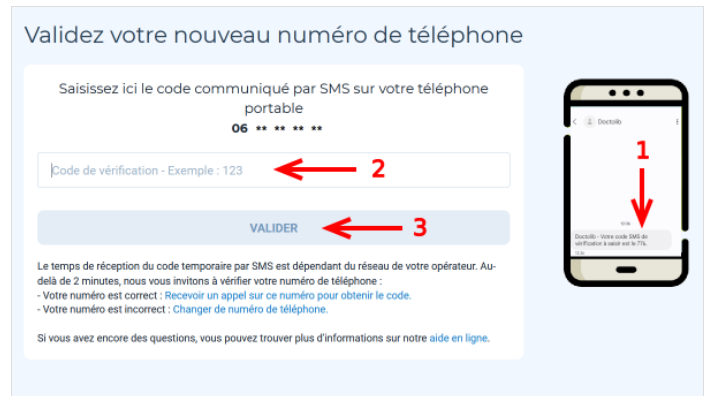 Validez votre nouveau numéro de téléphone
Saisissez ici le code communiqué par SMS sur votre téléphone
portable
06 ** ** ** **
Code de vérification - Exemple : 123
2
VALIDER
3
Le temps de réception du code temporaire par SMS est dépendant du réseau de votre opérateur. Au-
delà de 2 minutes, nous vous invitons à vérifier votre numéro de téléphone :
- Votre numéro est correct : Recevoir un appel sur ce numéro pour obtenir le code.
- Votre numéro est incorrect : Changer de numéro de téléphone.
Si vous avez encore des questions, vous pouvez trouver plus d'informations sur notre aide en ligne.
Doctolib
1
Doctolib - Votre code SMS de
vérification à saisir est le 776.